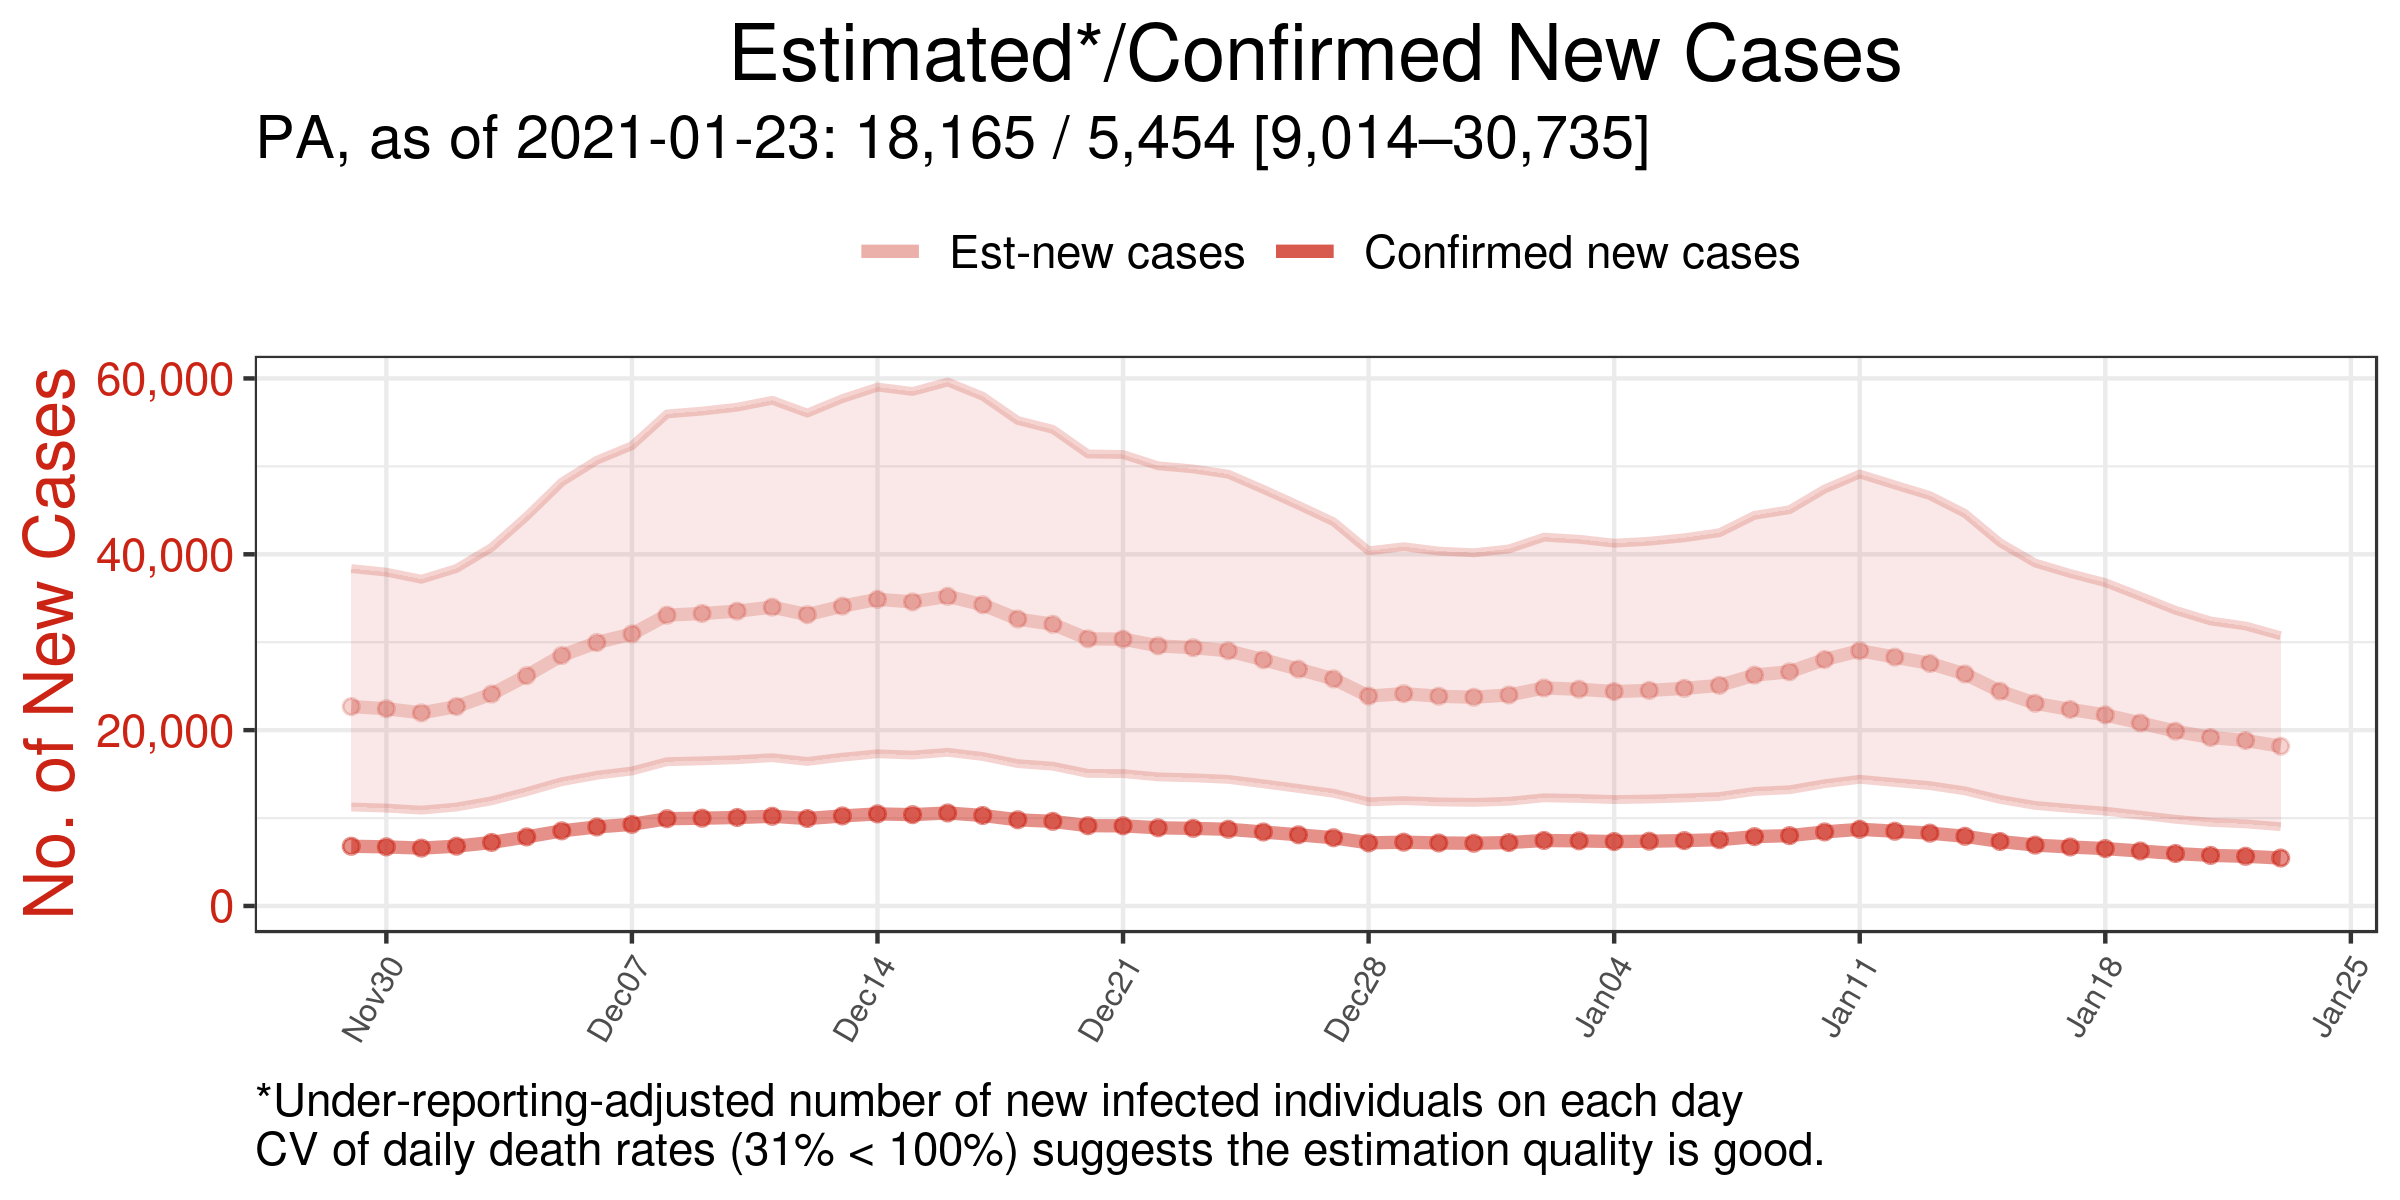 Estimated*/Confirmed New Cases
PA, as of 2021-01-23: 18,165 / 5,454 [9,014–30,735]
Est-new cases
Confirmed new cases
No. of New Cases
60,000
40,000
20,000
0
Nov30
Dec07
Dec14
Dec21
Dec28
Jan04
Jan11
Jan18
Jan25
*Under-reporting-adjusted number of new infected individuals on each day
CV of daily death rates (31% < 100%) suggests the estimation quality is good.